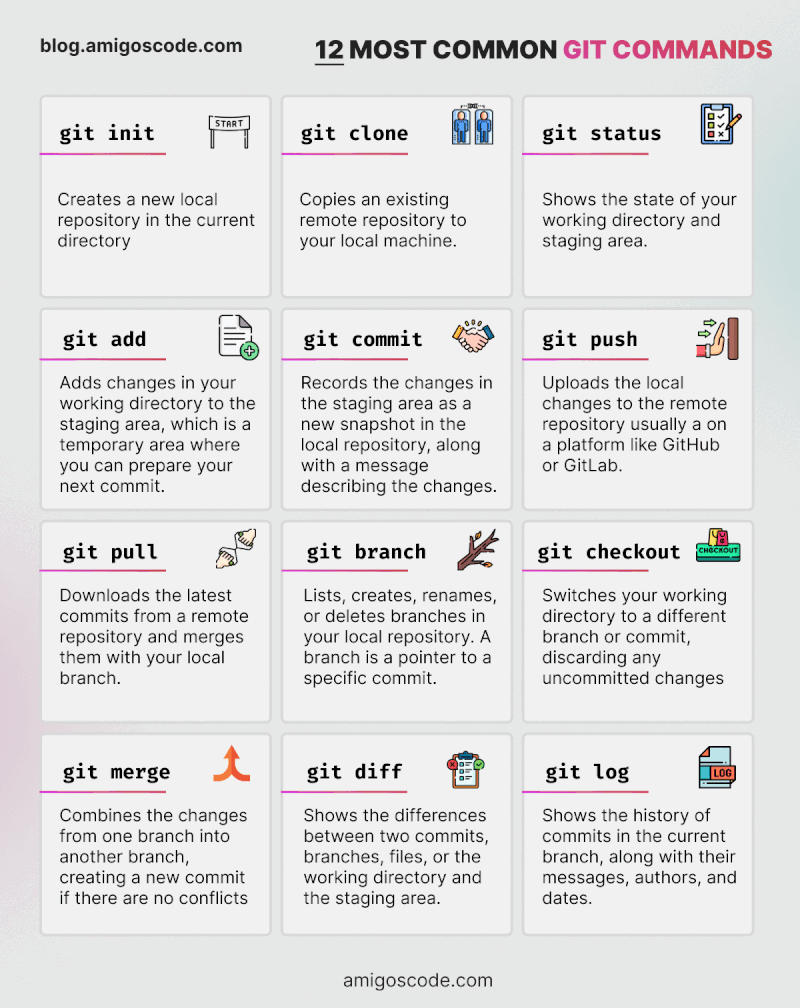 blog.amigoscode.com
12 MOST COMMON GIT COMMANDS
git init
START
Creates a new local
repository in the current
directory
git clone
Copies an existing
remote repository to
your local machine.
git status
Shows the state of your
working directory and
staging area.
git add
Adds changes in your
working directory to the
staging area, which is a
temporary area where
you can prepare your
next commit.
git commit
Records the changes in
the staging area as a
new snapshot in the
local repository, along
with a message
describing the changes.
git push
Uploads the local
changes to the remote
repository usually a on
a platform like GitHub
or GitLab.
git pull
Downloads the latest
commits from a remote
repository and merges
them with your local
branch.
git branch
Lists, creates, renames,
or deletes branches in
your local repository. A
branch is a pointer to a
specific commit.
git checkout
CHECKOUT
Switches your working
directory to a different
branch or commit,
discarding any
uncommitted changes
git merge
Combines the changes
from one branch into
another branch,
creating a new commit
if there are no conflicts
git diff
Shows the differences
between two commits,
branches, files, or the
working directory and
the staging area.
git log
LOG
Shows the history of
commits in the current
branch, along with their
messages, authors, and
dates.
amigoscode.com